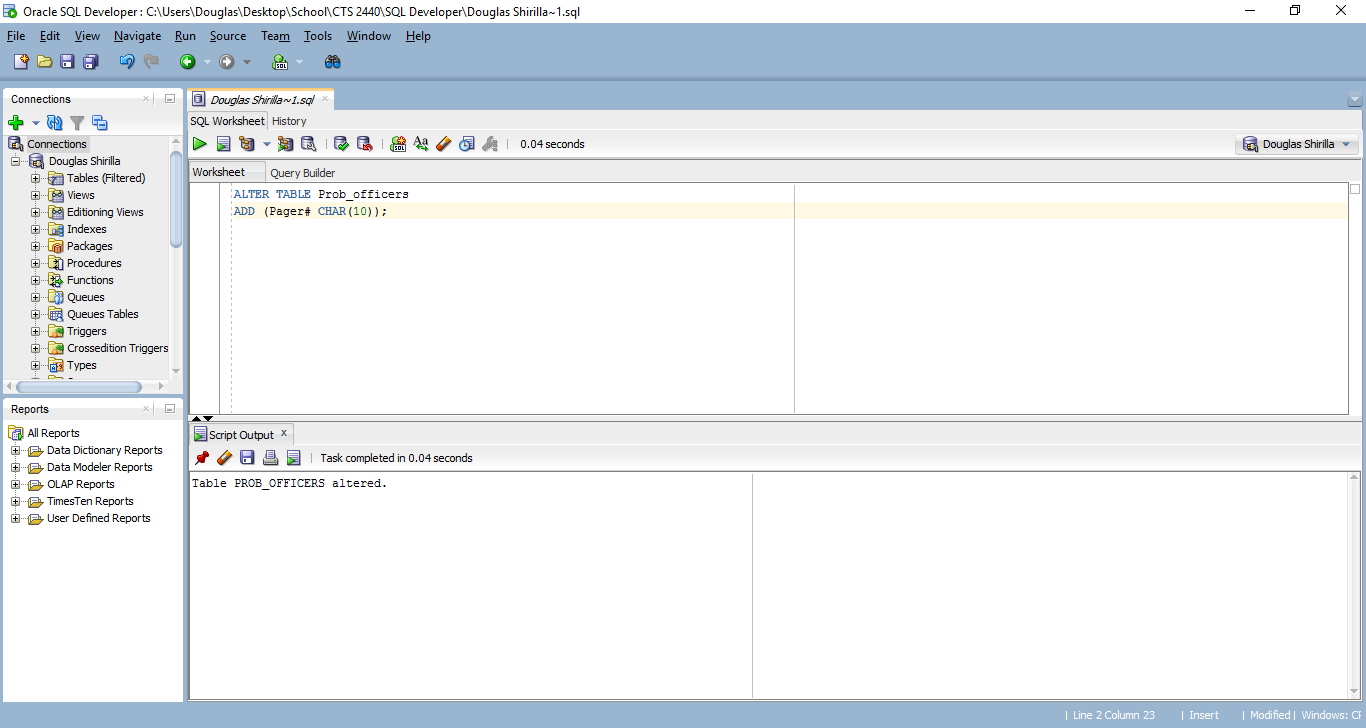 Oracle SQL Developer : C:\Users\Douglas\Desktop\School\CTS 2440\SQL Developer\Douglas Shirilla~1.sql
File Edit View Navigate Run Source Team Tools Window Help
Connections
Connections
Douglas Shirilla
Tables (Filtered)
Views
Editioning Views
Indexes
Packages
Procedures
Functions
Queues
Queues Tables
Triggers
Crossedition Triggers
Types
Reports
All Reports
Data Dictionary Reports
Data Modeler Reports
OLAP Reports
TimesTen Reports
User Defined Reports
Douglas Shirilla~1.sql
SQL Worksheet History
0.04 seconds
Douglas Shirilla
Worksheet Query Builder
ALTER TABLE Prob_officers
ADD (Pager# CHAR(10));
Script Output x
Task completed in 0.04 seconds
Table PROB_OFFICERS altered.
| Line 2 Column 23 | Insert | Modified | Windows: